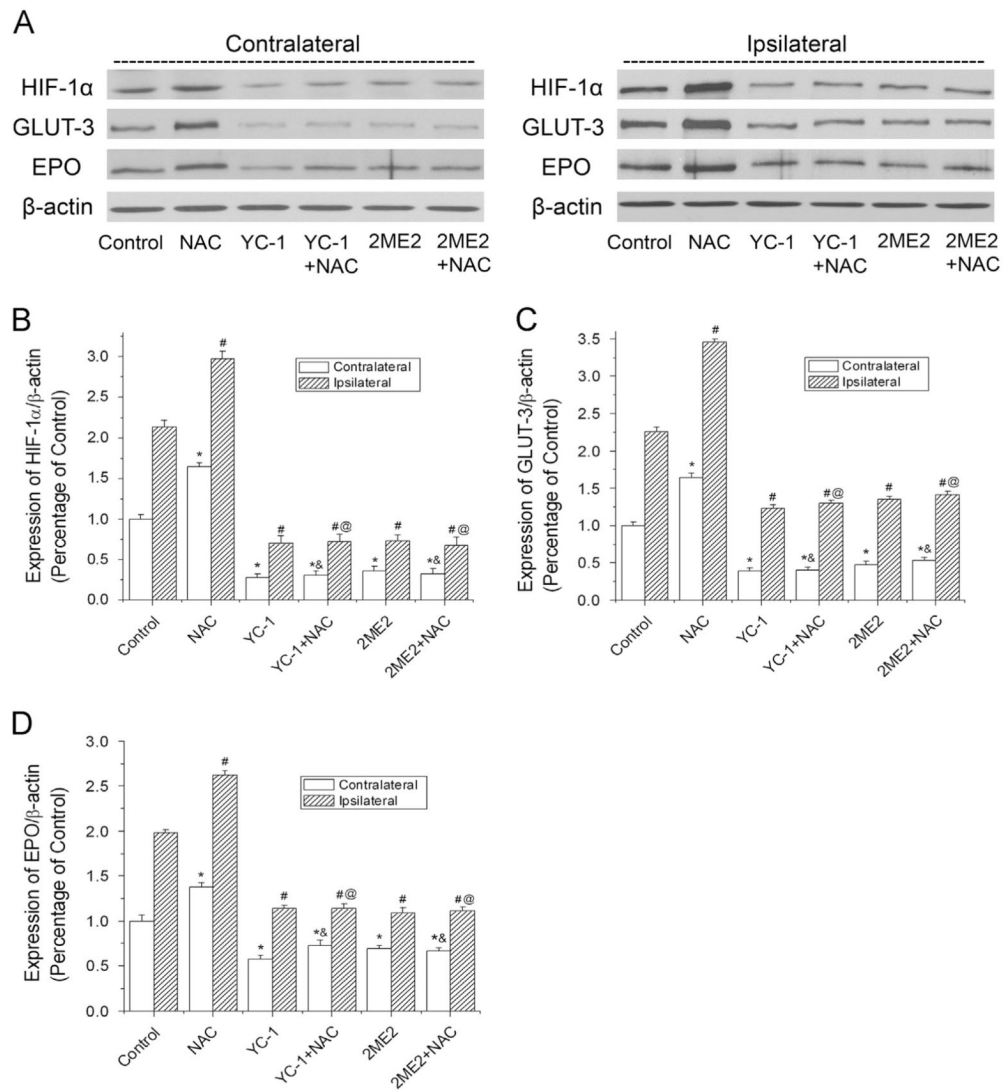 A
Contralateral
Ipsilateral
HIF-1α
GLUT-3
EPO
β-actin
Control NAC YC-1 YC-1 +NAC 2ME2 2ME2 +NAC
HIF-1α
GLUT-3
EPO
β-actin
Control NAC YC-1 YC-1 +NAC 2ME2 2ME2 +NAC
B
Expression of HIF-1α/β-actin
(Percentage of Control)
3.0
2.5
2.0
1.5
1.0
0.5
0.0
Contralateral
Ipsilateral
* # * # *& #@ * # *& #@
Control NAC YC-1 YC-1+NAC 2ME2 2ME2+NAC
C
Expression of GLUT-3/β-actin
(Percentage of Control)
3.5
3.0
2.5
2.0
1.5
1.0
0.5
0.0
Contralateral
Ipsilateral
* # * # *& #@ * # *& #@
Control NAC YC-1 YC-1+NAC 2ME2 2ME2+NAC
D
Expression of EPO/β-actin
(Percentage of Control)
3.0
2.5
2.0
1.5
1.0
0.5
0.0
Contralateral
Ipsilateral
* # * # *& #@ * # *& #@
Control NAC YC-1 YC-1+NAC 2ME2 2ME2+NAC